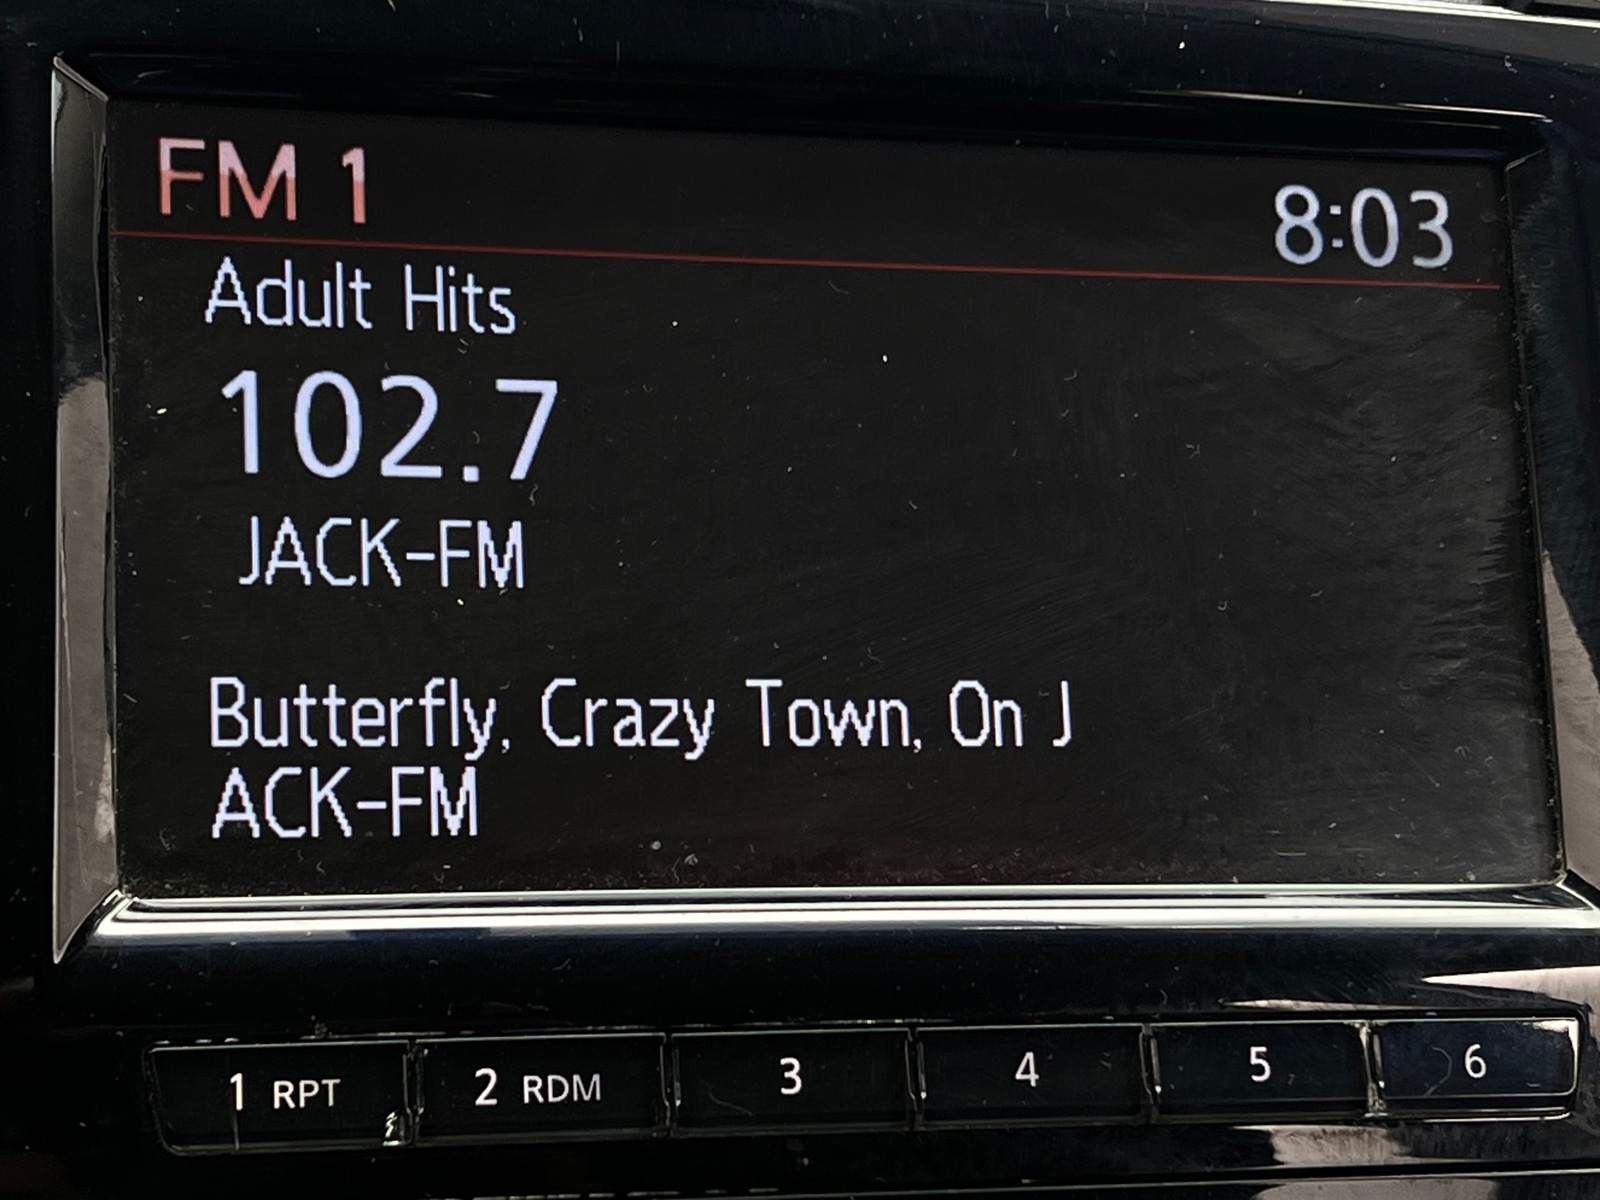 FM 1
8:03
Adult Hits
102.7
JACK-FM
Butterfly, Crazy Town, On J
ACK-FM
1 RPT
2 RDM
3
4
5
6